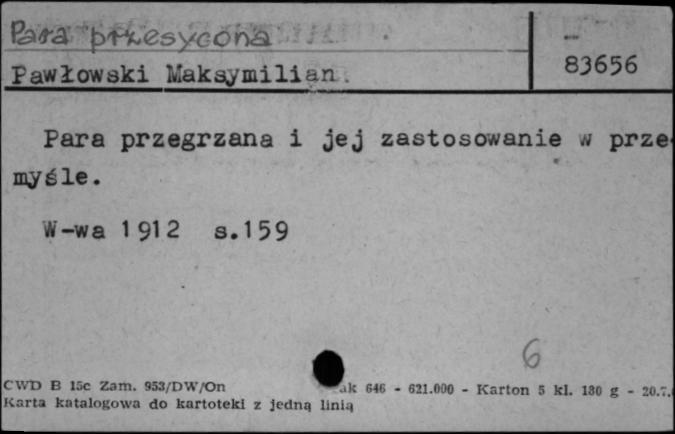 Para przesycona
83656
Pawłowski Maksymilian.
Para przegrzana i jej zastosowanie w prze-
myśle.
W-wa 1912 s.159
6
CWD B 15c Zam. 953/DW/On ak 646 - 621.000 - Karton 5 kl. 180 g - 20.7.
Karta katalogowa do kartoteki z jedną linią